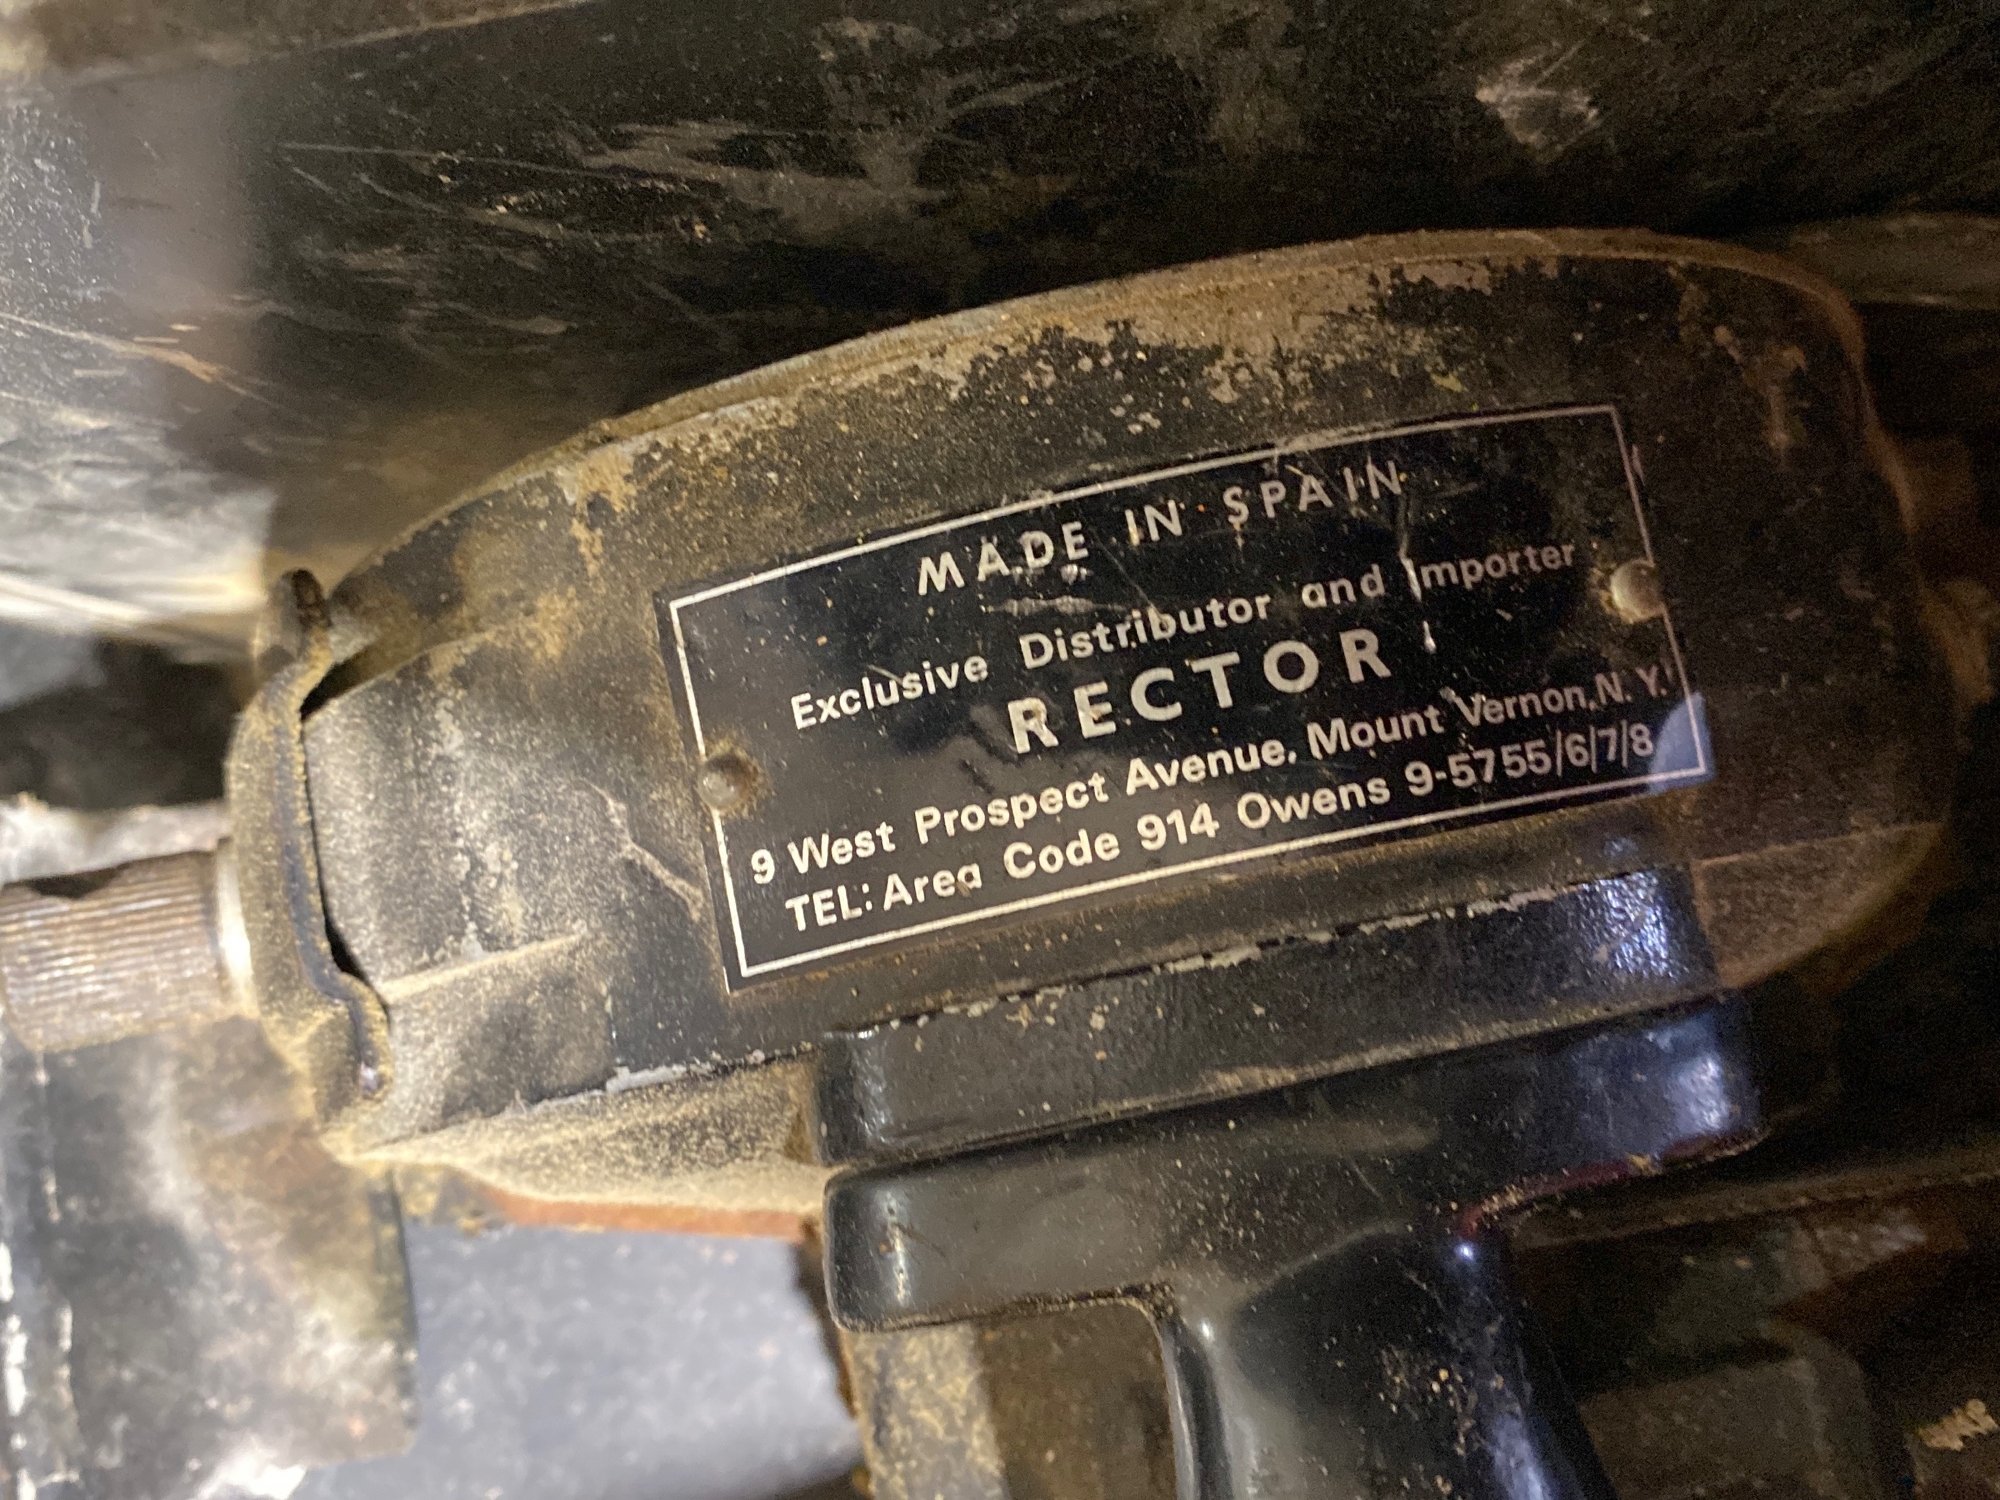 MADE IN SPAIN
Exclusive Distributor and Importer
RECTOR
9 West Prospect Avenue, Mount Vernon, N. Y.
TEL: Area Code 914 Owens 9-5755/6/7/8